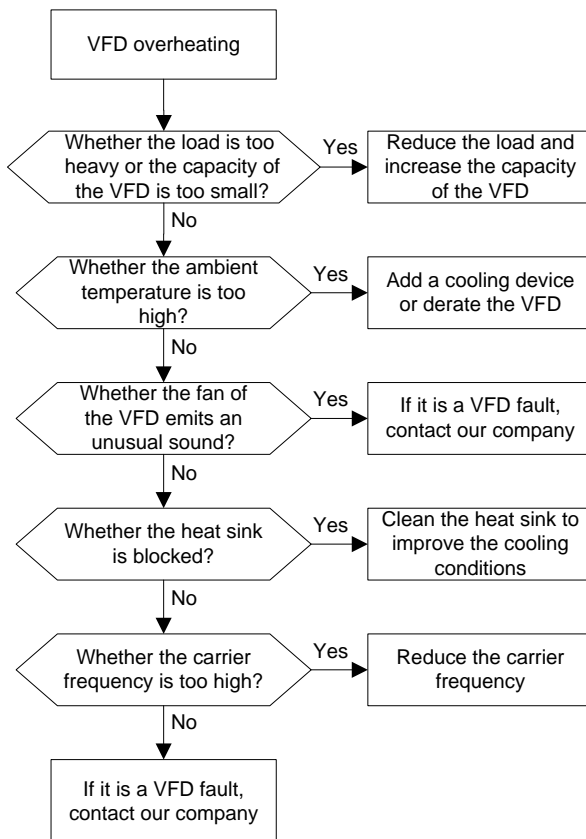 VFD overheating
Whether the load is too
heavy or the capacity of
the VFD is too small?
Yes
Reduce the load and
increase the capacity
of the VFD
No
Whether the ambient
temperature is too
high?
Yes
Add a cooling device
or derate the VFD
No
Whether the fan of
the VFD emits an
unusual sound?
Yes
If it is a VFD fault,
contact our company
No
Whether the heat sink
is blocked?
Yes
Clean the heat sink to
improve the cooling
conditions
No
Whether the carrier
frequency is too high?
Yes
Reduce the carrier
frequency
No
If it is a VFD fault,
contact our company